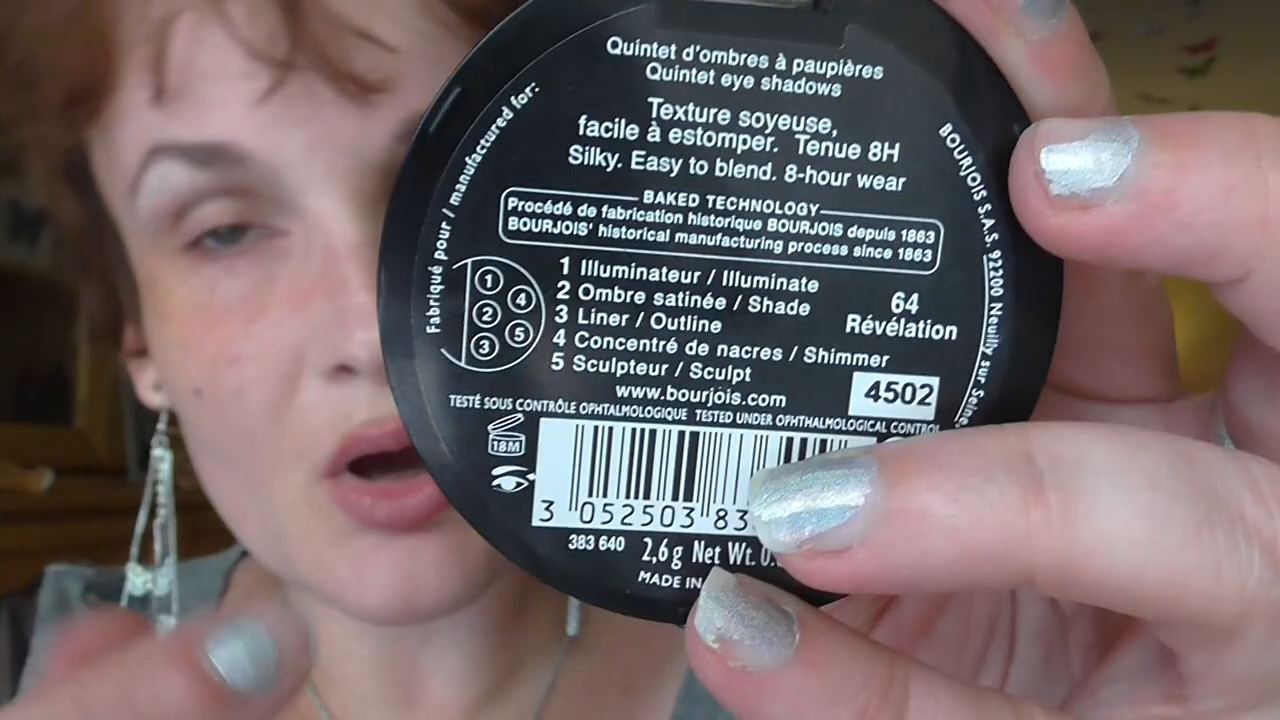 Quintet d'ombres à paupières
Quintet eye shadows
Texture soyeuse,
facile à estomper. Tenue 8H
Silky. Easy to blend. 8-hour wear
BAKED TECHNOLOGY
Procédé de fabrication historique BOURJOIS depuis 1863
BOURJOIS' historical manufacturing process since 1863
Fabriqué pour / manufactured for:
BOURJOIS S.A.S. 92200 Neuilly sur Seine,
1
2
3
4
5
1 Illuminateur / Illuminate
2 Ombre satinée / Shade
3 Liner / Outline
4 Concentré de nacres / Shimmer
5 Sculpteur / Sculpt
64
Révélation
4502
www.bourjois.com
TESTÉ SOUS CONTRÔLE OPHTALMOLOGIQUE TESTED UNDER OPHTHALMOLOGICAL CONTROL
18M
3 052503 83
383 640 2,6 g Net Wt. 0.
MADE IN